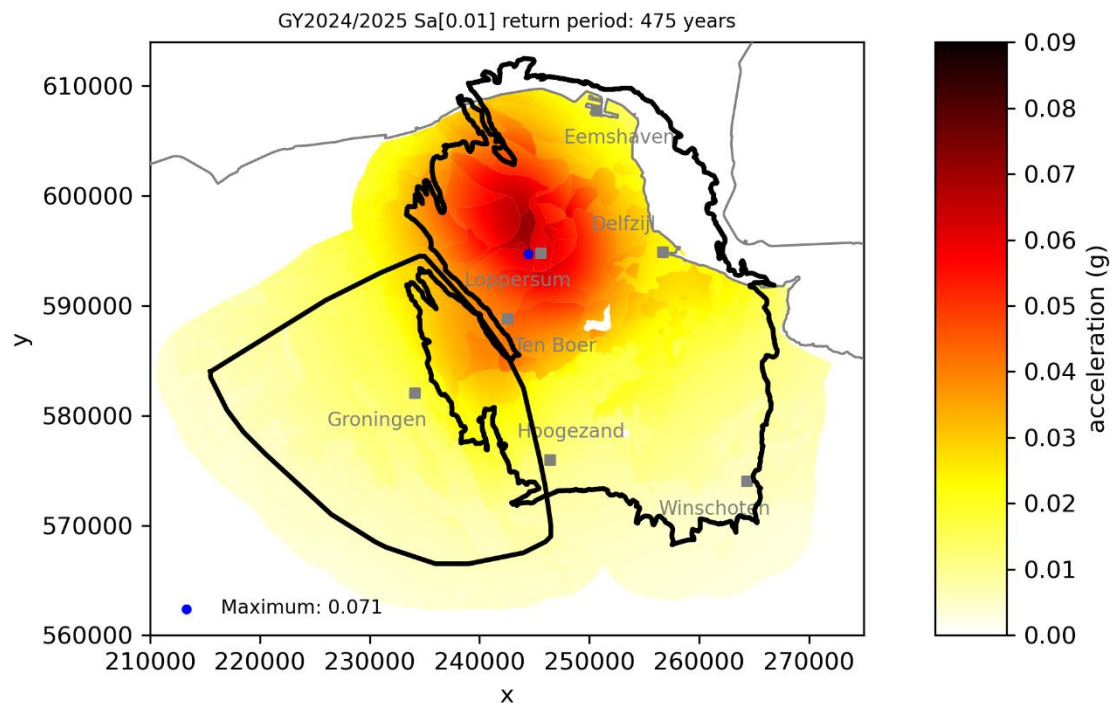 GY2024/2025 Sa[0.01] return period: 475 years
610000
600000
590000
580000
570000
560000
y
Eemshaven
Delfzijl
Loppersum
Ten Boer
Groningen
Hoogezand
Winschoten
Maximum: 0.071
210000 220000 230000 240000 250000 260000 270000
x
0.09
0.08
0.07
0.06
0.05
0.04
0.03
0.02
0.01
0.00
acceleration (g)